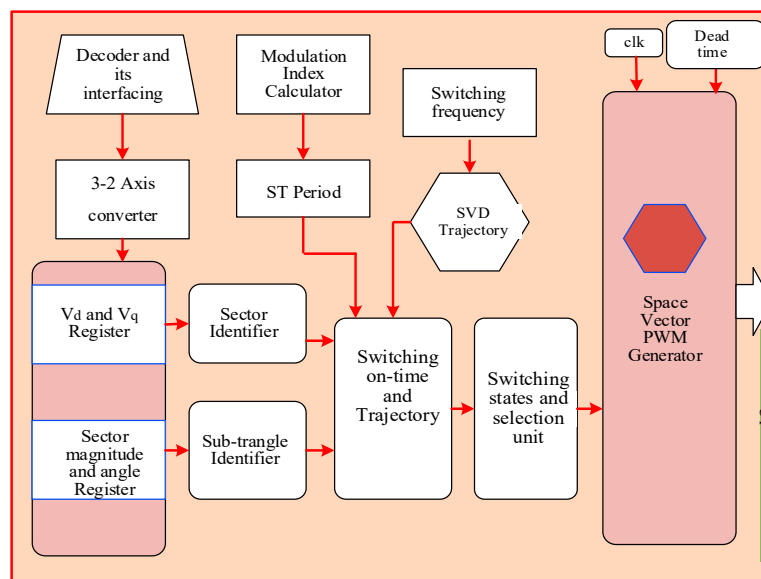 Decoder and
its
interfacing
Modulation
Index
Calculator
Switching
frequency
clk
Dead
time
3-2 Axis
converter
ST Period
SVD
Trajectory
Vd and Vq
Register
Sector
Identifier
Switching
on-time and
Trajectory
Switching
states and
selection
unit
Space
Vector
PWM
Generator
Sector
magnitude
and angle
Register
Sub-trangle
Identifier